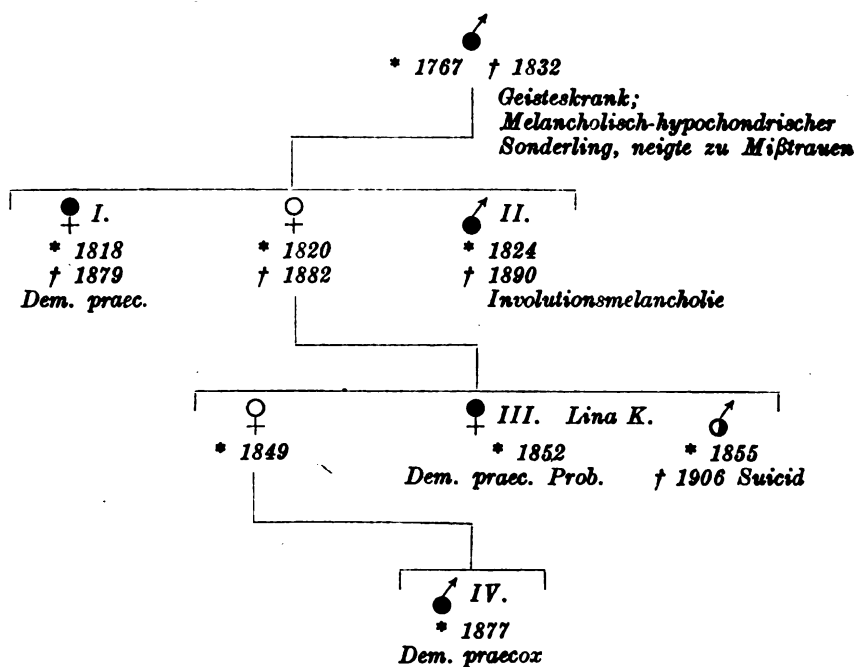 * 1767 † 1832
Geisteskrank;
Melancholisch-hypochondrischer
Sonderling, neigte zu Mißtrauen
I.
II.
* 1818
* 1820
* 1824
† 1879
† 1882
† 1890
Dem. praec.
Involutionsmelancholie
III. Lina K.
* 1849
* 1852
* 1855
Dem. praec. Prob.
† 1906 Suicid
IV.
* 1877
Dem. praecox